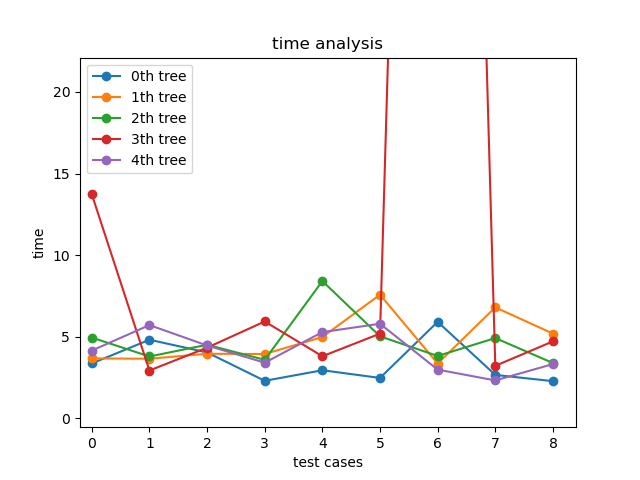 time analysis
0th tree
1th tree
2th tree
3th tree
4th tree
20
15
10
5
0
time
0 1 2 3 4 5 6 7 8
test cases